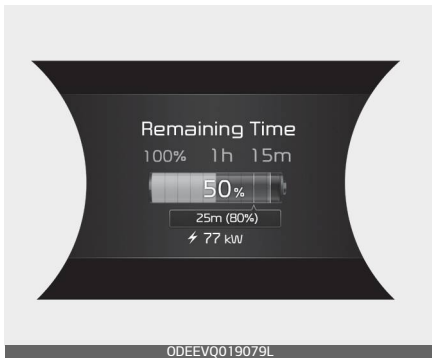 Remaining Time
100% 1h 15m
50%
25m (80%)
77 kW
ODEEVQ019079L